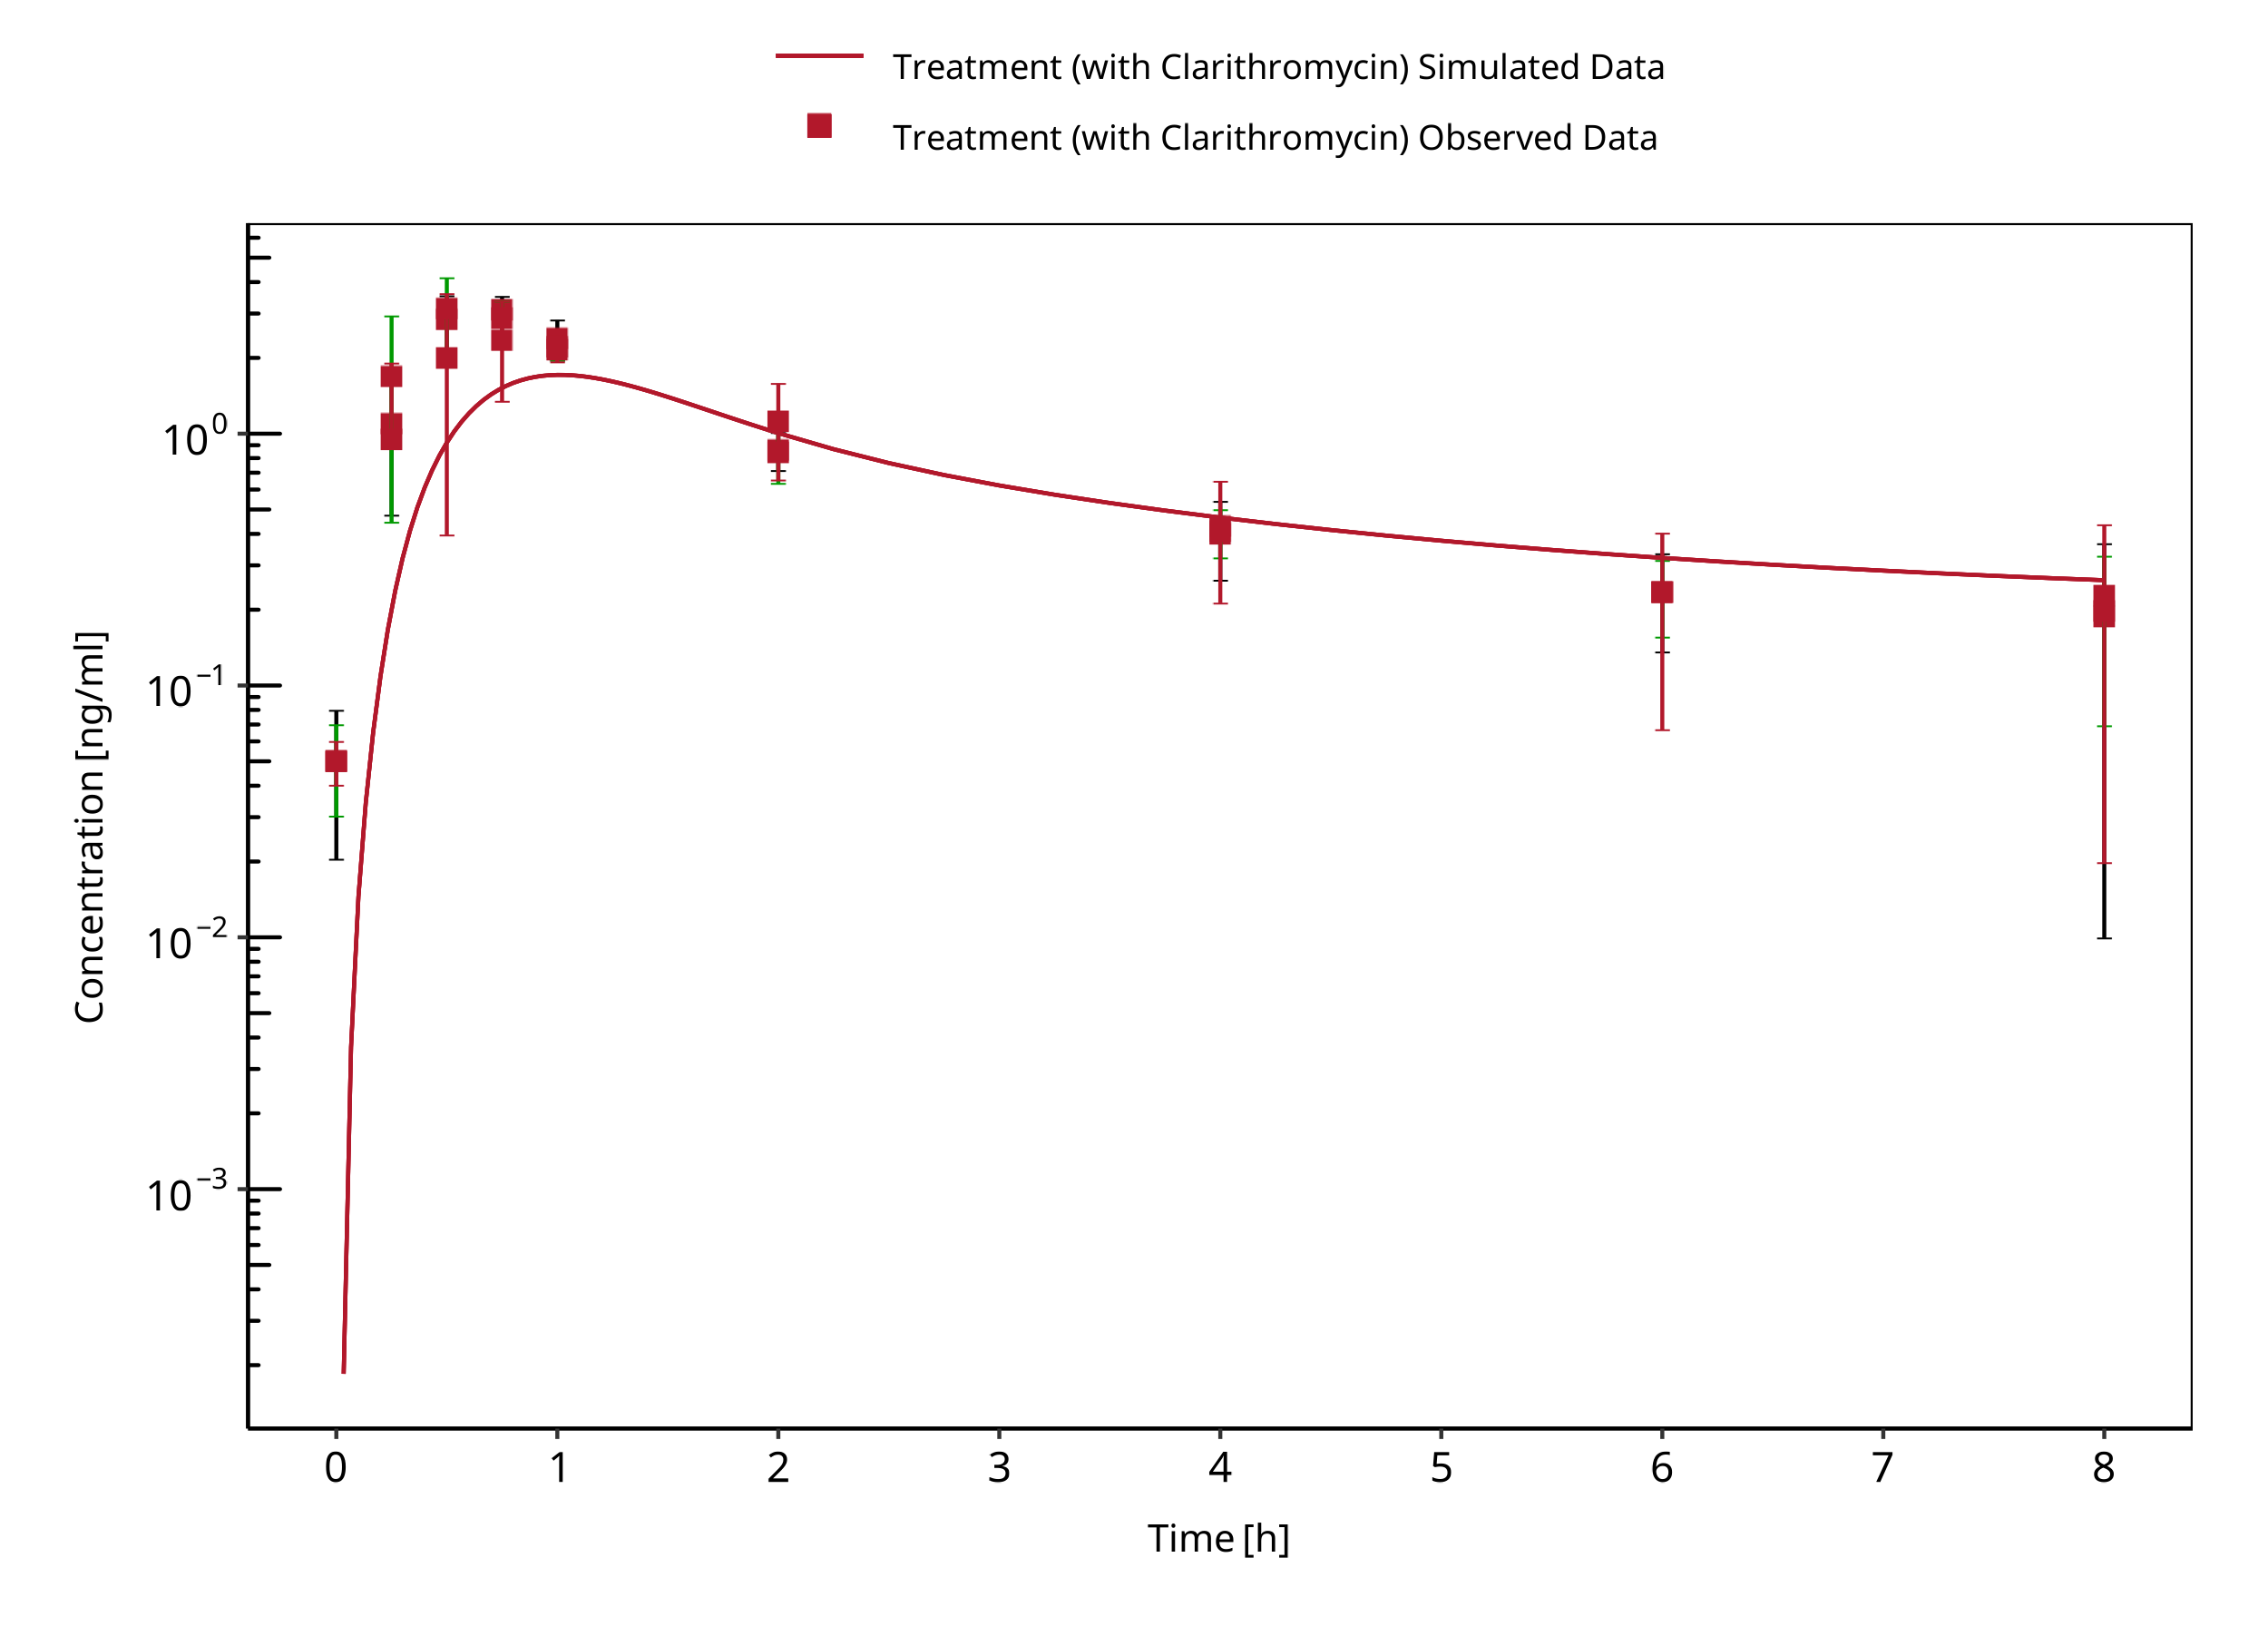 Treatment (with Clarithromycin) Simulated Data
Treatment (with Clarithromycin) Observed Data
Concentration [ng/ml]
10⁰
10⁻¹
10⁻²
10⁻³
0 1 2 3 4 5 6 7 8
Time [h]